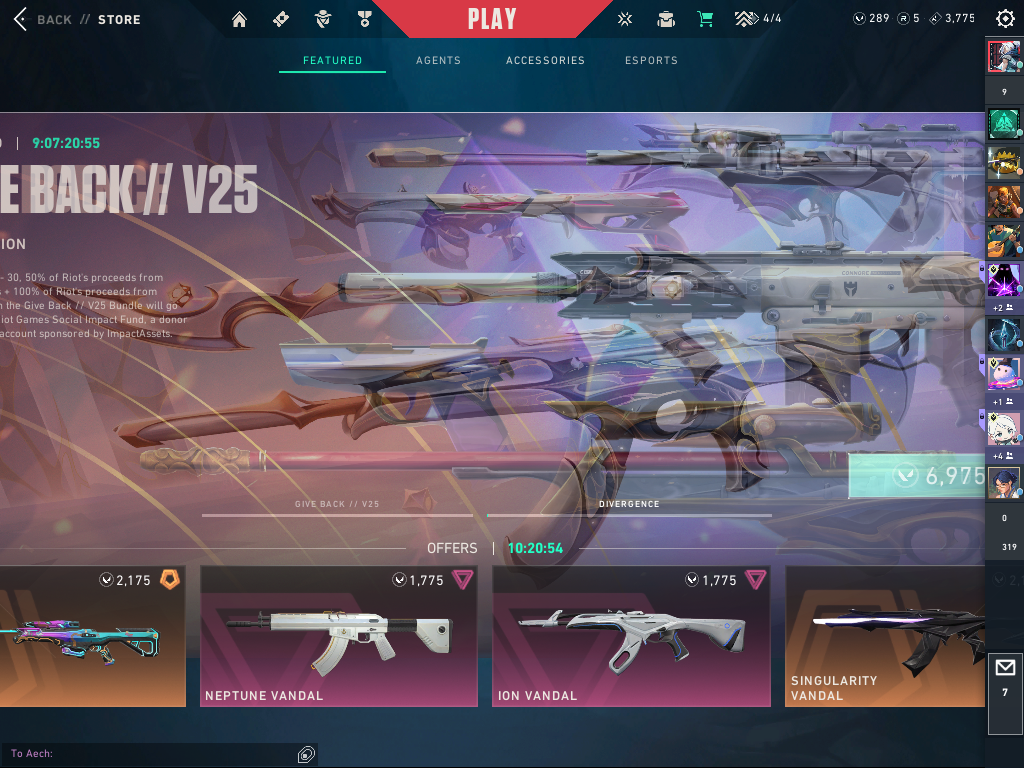 BACK // STORE
PLAY
4/4
289
5
3,775
FEATURED
AGENTS
ACCESSORIES
ESPORTS
9
9:07:20:55
E BACK // V25
ION
- 30, 50% of Riot's proceeds from
+ 100% of Riot's proceeds from
n the Give Back // V25 Bundle will go
iot Games Social Impact Fund, a donor
account sponsored by ImpactAssets.
CONVRGE
+2
+1
+4
6,975
GIVE BACK // V25
DIVERGENCE
0
319
OFFERS | 10:20:54
2,175
1,775
1,775
NEPTUNE VANDAL
ION VANDAL
SINGULARITY
VANDAL
7
To Aech: